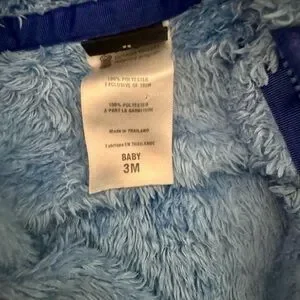 100% POLYESTER
EXCLUSIVE OF TRIM
100% POLYESTER
À PART LA GARNITURE
Made in THAILAND
Fabriqué EN THAÏLANDE
BABY
3M